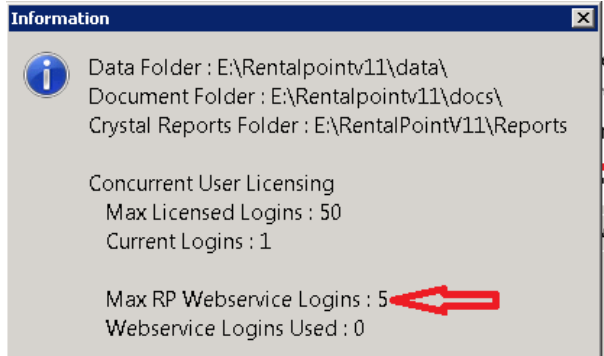 Information
Data Folder : E:\Rentalpointv11\data\
Document Folder : E:\Rentalpointv11\docs\
Crystal Reports Folder : E:\RentalPointV11\Reports
Concurrent User Licensing
Max Licensed Logins : 50
Current Logins : 1
Max RP Webservice Logins : 5
Webservice Logins Used : 0